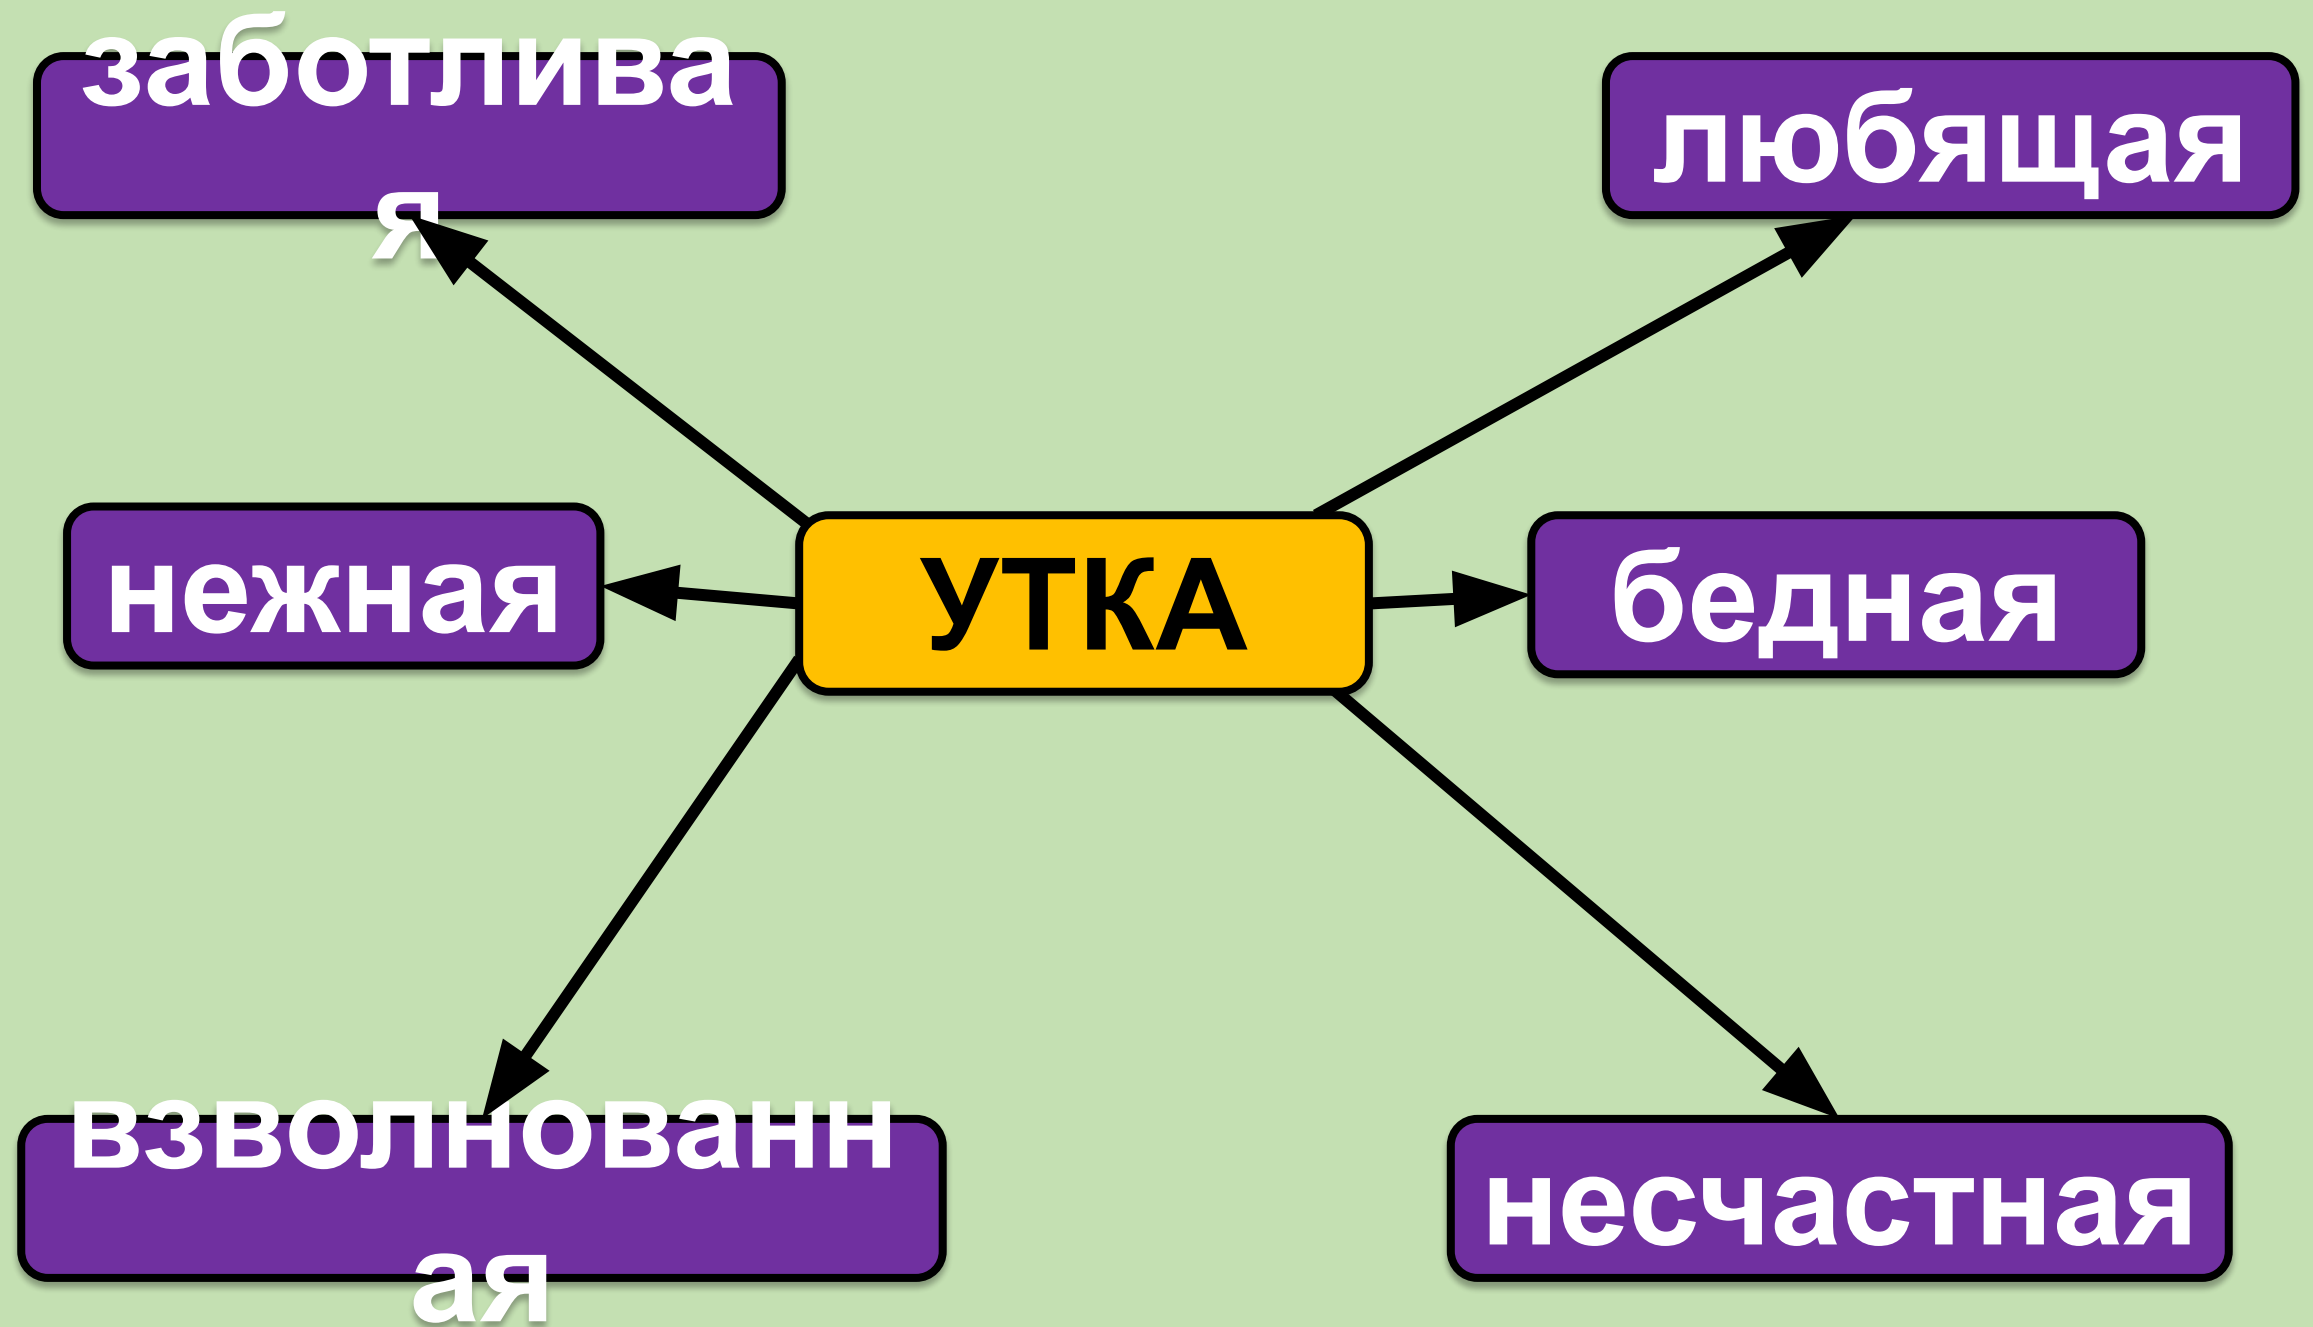 заботлива
я
любящая
нежная
УТКА
бедная
взволнованн
ая
несчастная